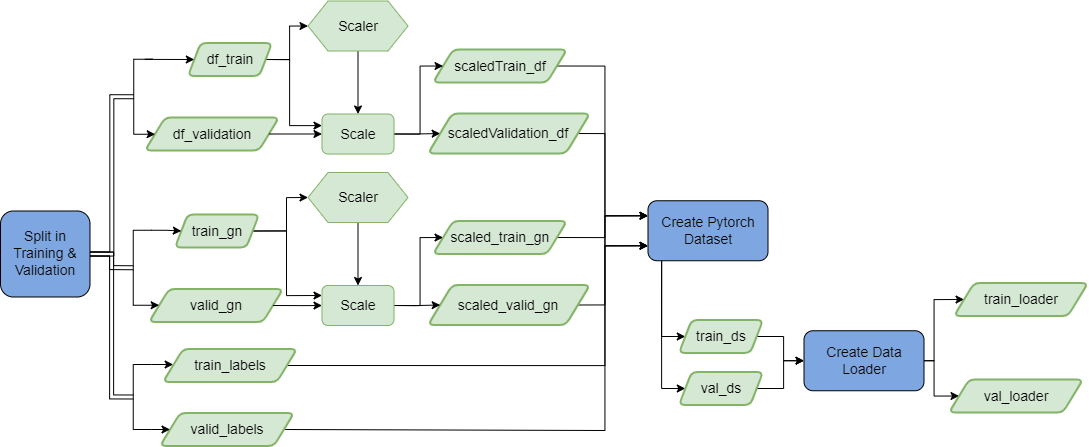 Scaler
df_train
scaledTrain_df
df_validation
Scale
scaledValidation_df
Scaler
Split in
Training &
Validation
train_gn
scaled_train_gn
Create Pytorch
Dataset
valid_gn
Scale
scaled_valid_gn
train_loader
train_ds
train_labels
Create Data
Loader
val_ds
val_loader
valid_labels